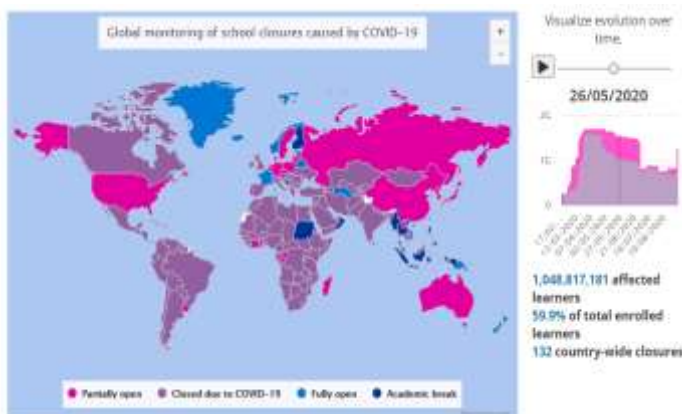 Global monitoring of school closures caused by COVID-19
+
-
Visualize evolution over
time.
26/05/2020
1,048,817,181 affected
learners
59.9% of total enrolled
learners
132 country-wide closures
Partially open
Closed due to COVID-19
Fully open
Academic break